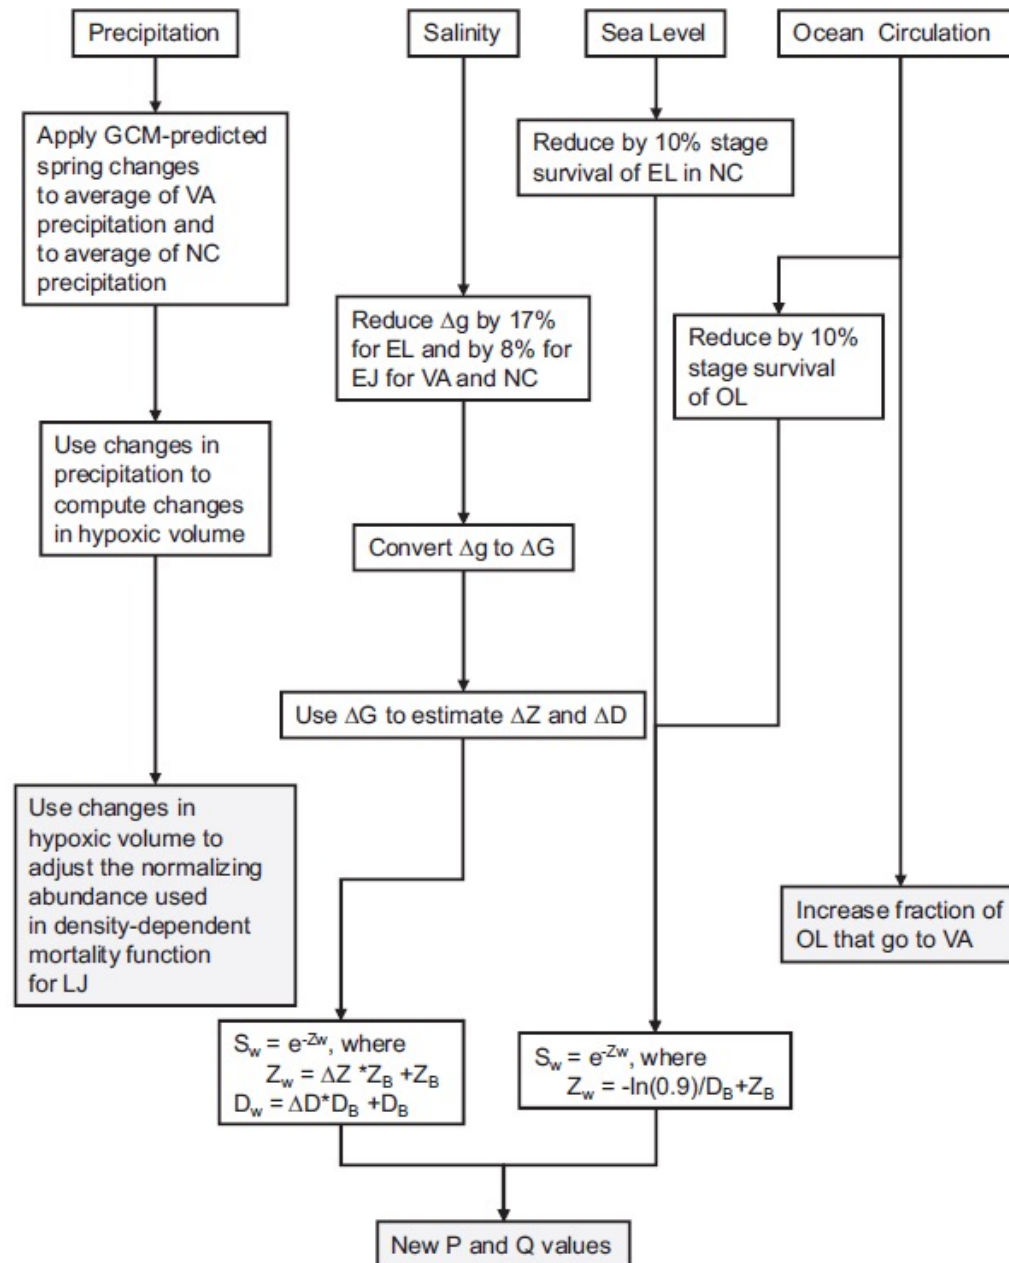 Precipitation
Salinity
Sea Level
Ocean Circulation
Apply GCM-predicted
spring changes
to average of VA
precipitation and
to average of NC
precipitation
Reduce by 10% stage
survival of EL in NC
Reduce Δg by 17%
for EL and by 8% for
EJ for VA and NC
Reduce by 10%
stage survival
of OL
Use changes in
precipitation to
compute changes
in hypoxic volume
Convert Δg to ΔG
Use ΔG to estimate ΔZ and ΔD
Use changes in
hypoxic volume to
adjust the normalizing
abundance used
in density-dependent
mortality function
for LJ
Increase fraction of
OL that go to VA
S_w = e^-Zw, where
Z_w = ΔZ *Z_B +Z_B
D_w = ΔD*D_B +D_B
S_w = e^-Zw, where
Z_w = -ln(0.9)/D_B+Z_B
New P and Q values